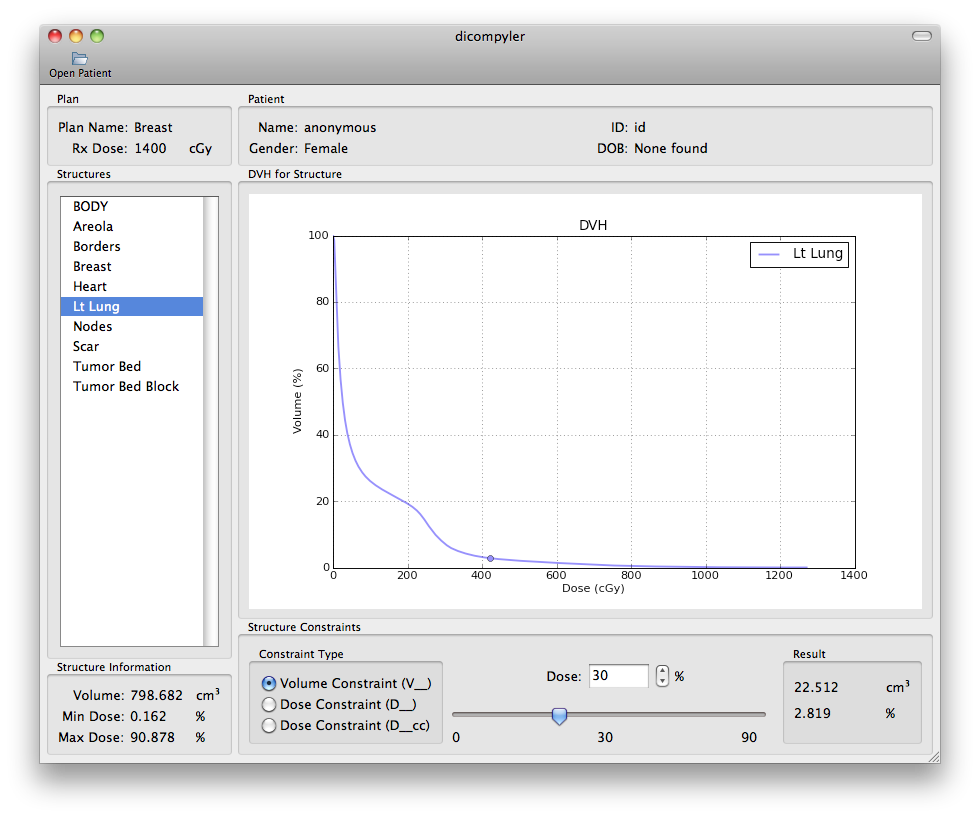 dicompyler
Open Patient
Plan
Plan Name: Breast
Rx Dose: 1400 cGy
Patient
Name: anonymous ID: id
Gender: Female DOB: None found
Structures
BODY
Areola
Borders
Breast
Heart
Lt Lung
Nodes
Scar
Tumor Bed
Tumor Bed Block
DVH for Structure
DVH
Lt Lung
100
80
60
40
20
0
Volume (%)
0 200 400 600 800 1000 1200 1400
Dose (cGy)
Structure Information
Volume: 798.682 cm³
Min Dose: 0.162 %
Max Dose: 90.878 %
Structure Constraints
Constraint Type
Volume Constraint (V__)
Dose Constraint (D__)
Dose Constraint (D__cc)
Dose: 30 %
0 30 90
Result
22.512 cm³
2.819 %